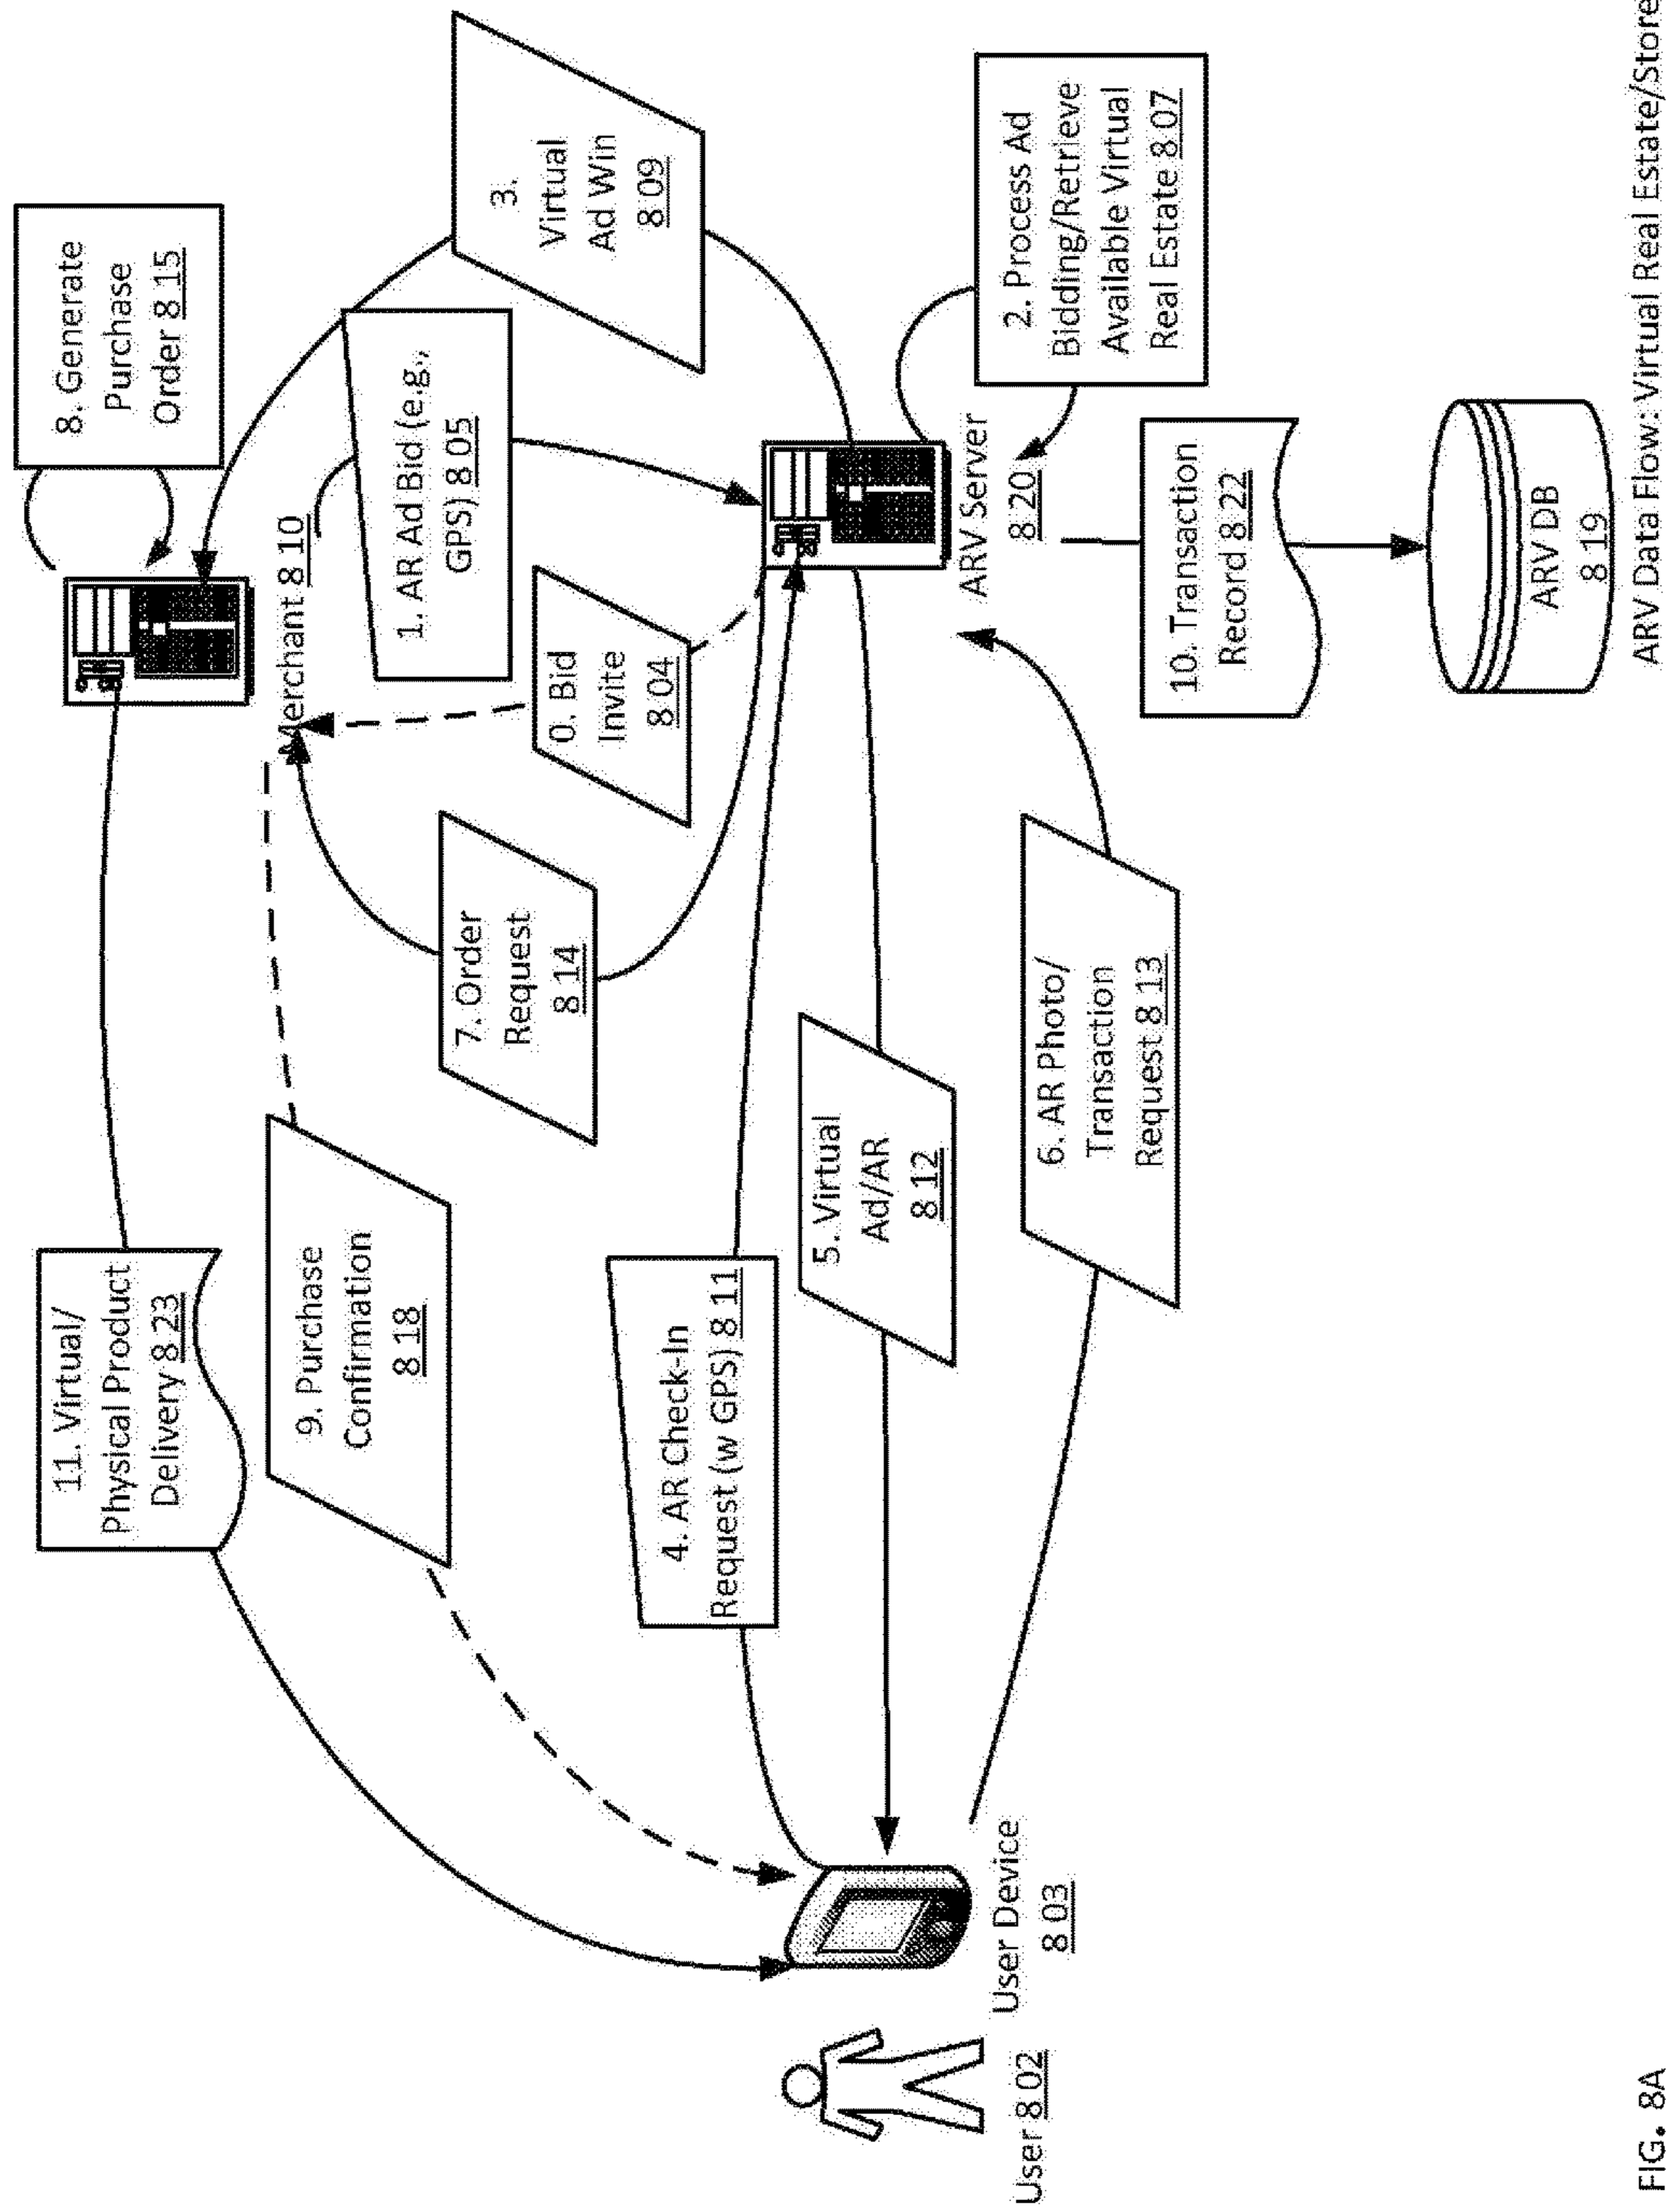 8. Generate
Purchase
Order 8 15
11. Virtual/
Physical Product
Delivery 8 23
Merchant 8 10
3.
Virtual
Ad Win
8 09
9. Purchase
Confirmation
8 18
1. AR Ad Bid (e.g.,
GPS) 8 05
7. Order
Request
8 14
0. Bid
Invite
8 04
4. AR Check-In
Request (w GPS) 8 11
5. Virtual
Ad/AR
8 12
ARV Server
8 20
2. Process Ad
Bidding/Retrieve
Available Virtual
Real Estate 8 07
6. AR Photo/
Transaction
Request 8 13
User 8 02
User Device
8 03
10. Transaction
Record 8 22
ARV DB
8 19
FIG. 8A
ARV Data Flow: Virtual Real Estate/Store